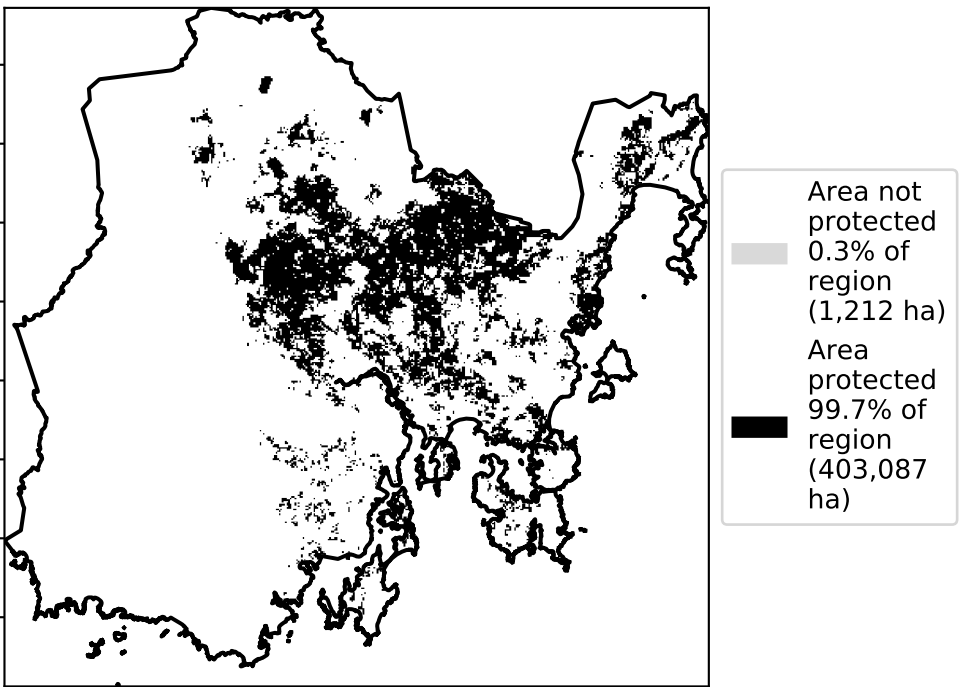 Area not
protected
0.3% of
region
(1,212 ha)
Area
protected
99.7% of
region
(403,087
ha)